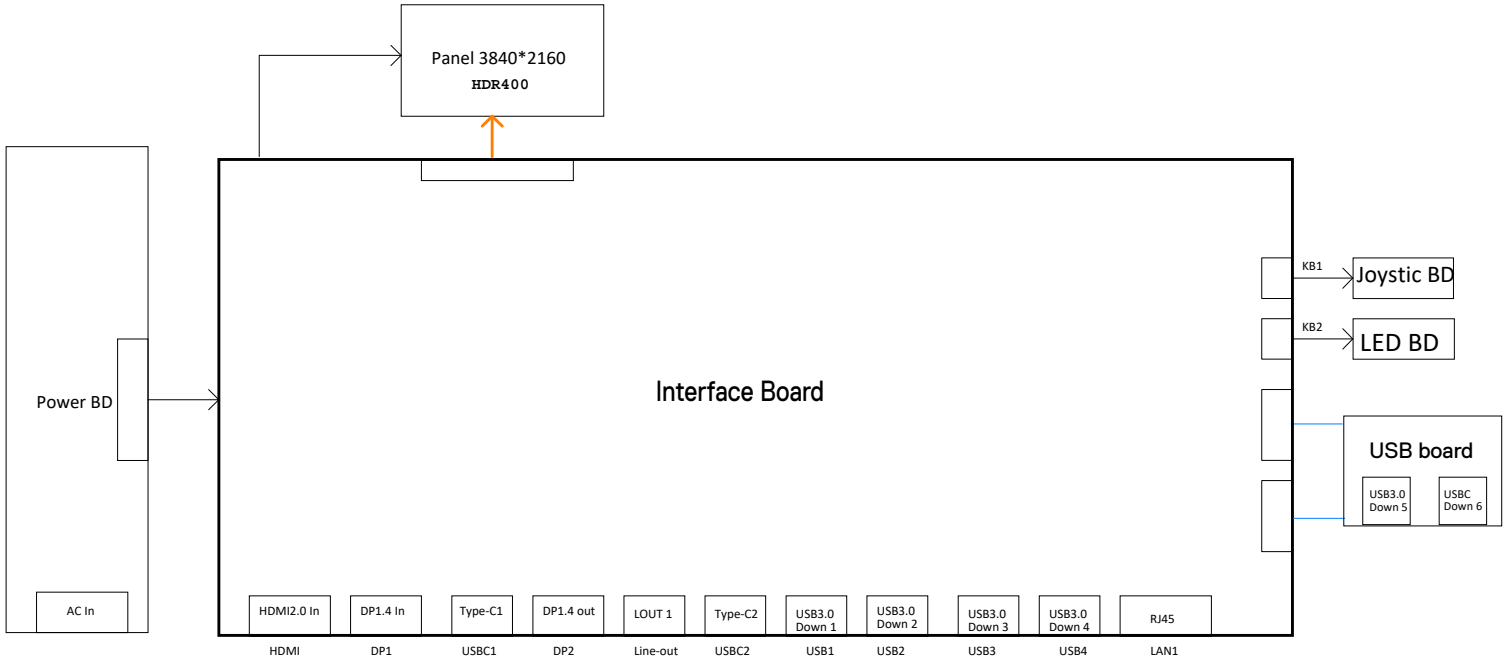 Panel 3840*2160
HDR400
KB1
Joystic BD
KB2
LED BD
Interface Board
Power BD
USB board
USB3.0
Down 5
USBC
Down 6
AC In
HDMI2.0 In
DP1.4 In
Type-C1
DP1.4 out
LOUT 1
Type-C2
USB3.0
Down 1
USB3.0
Down 2
USB3.0
Down 3
USB3.0
Down 4
RJ45
HDMI
DP1
USBC1
DP2
Line-out
USBC2
USB1
USB2
USB3
USB4
LAN1